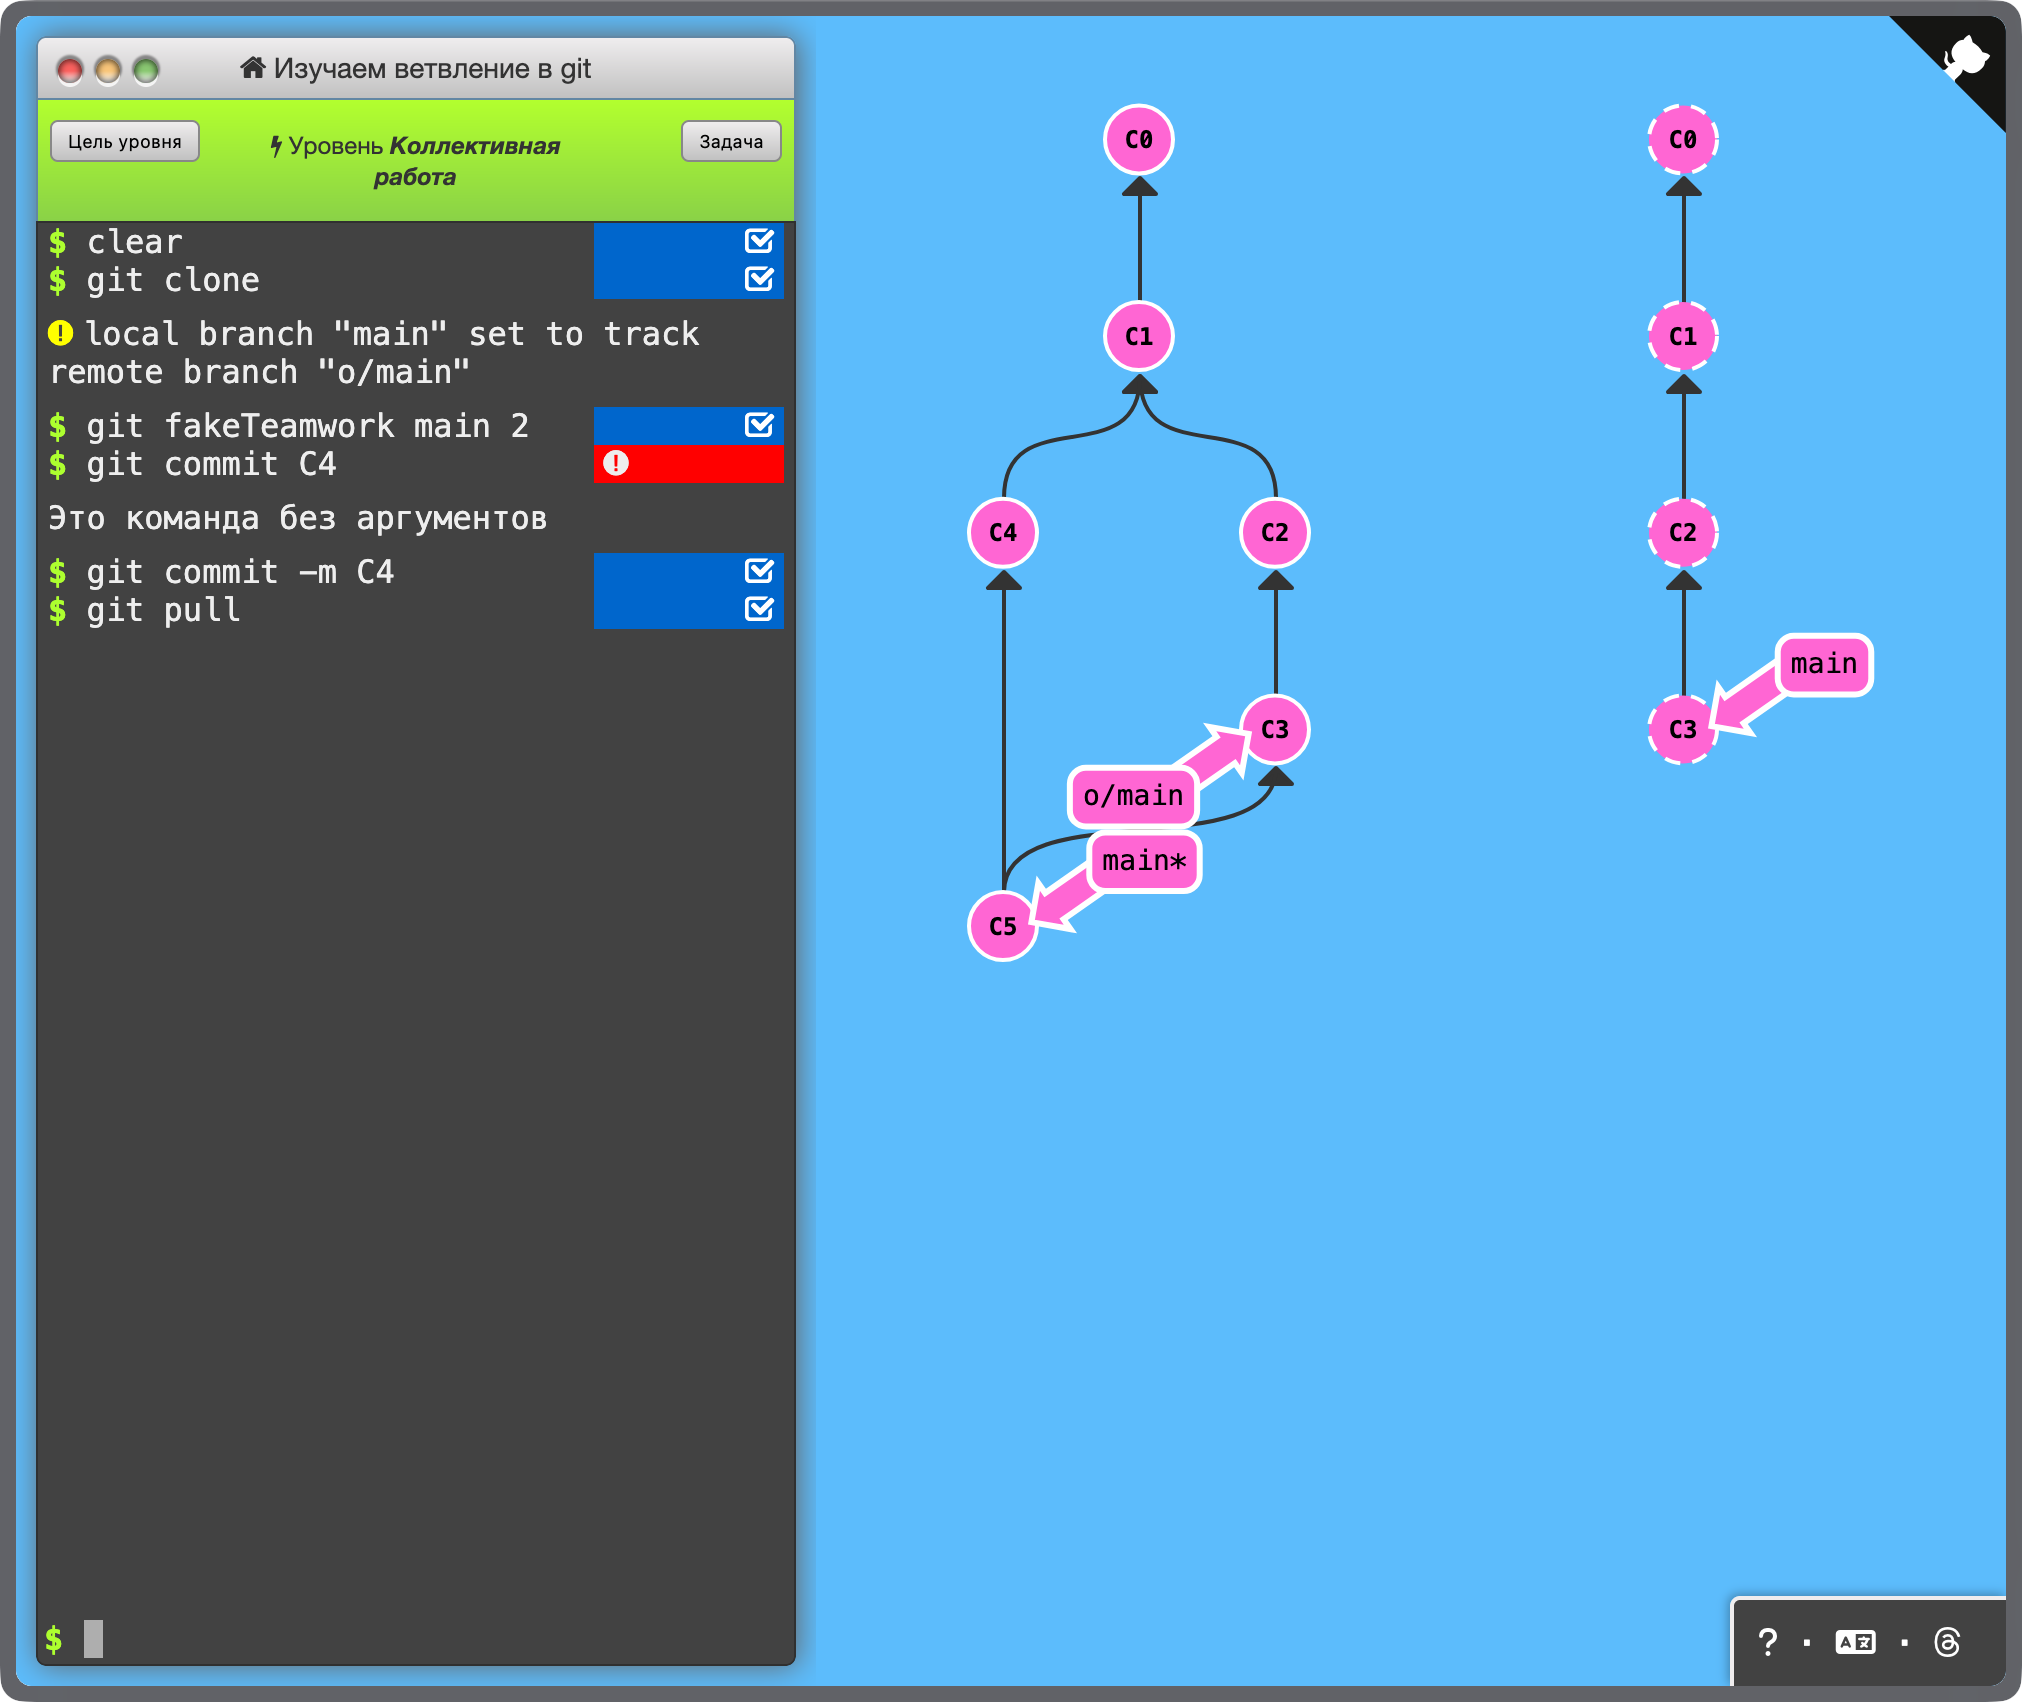 Изучаем ветвление в git
Цель уровня
Уровень Коллективная
работа
Задача
$ clear
$ git clone
local branch "main" set to track
remote branch "o/main"
$ git fakeTeamwork main 2
$ git commit C4
Это команда без аргументов
$ git commit -m C4
$ git pull
$
C0
C1
C4
C2
C3
o/main
main*
C5
C0
C1
C2
main
C3
? · A文 ·